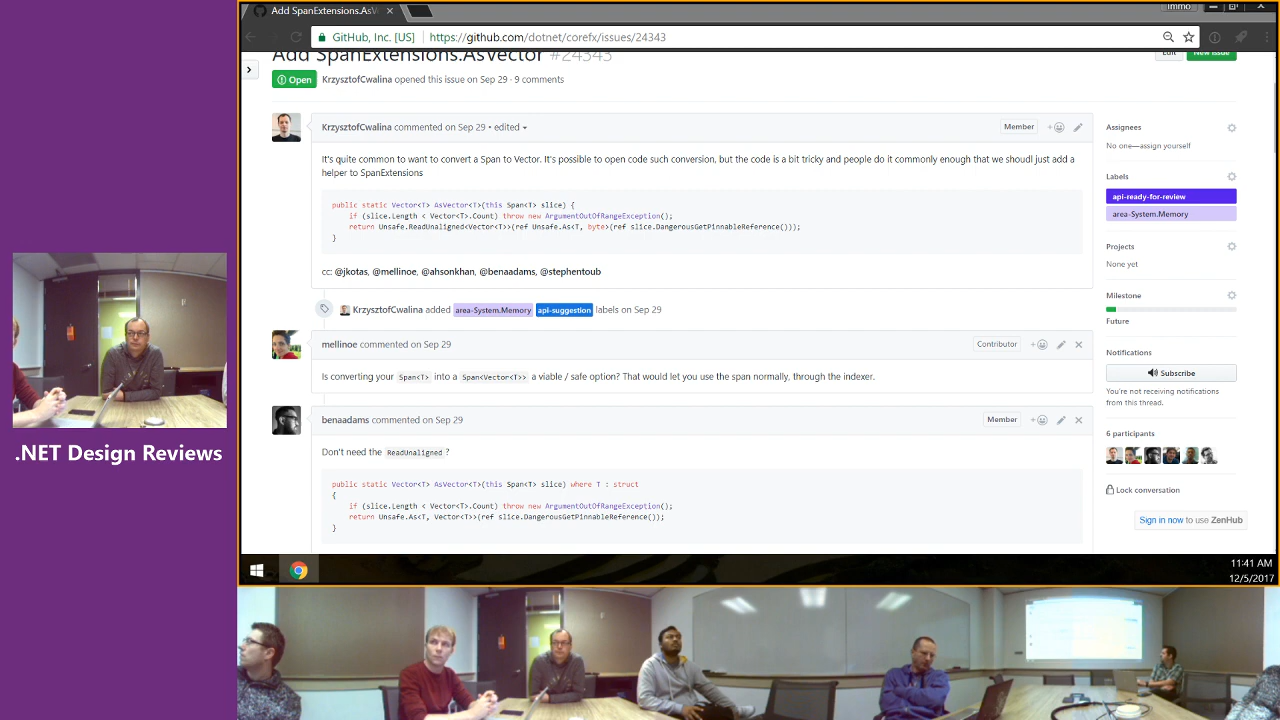 Add SpanExtensions.AsV
Immo
GitHub, Inc. [US]
https://github.com/dotnet/corefx/issues/24343
Add SpanExtensions.AsVector #24343
Edit
New issue
Open
KrzysztofCwalina opened this issue on Sep 29 · 9 comments
KrzysztofCwalina commented on Sep 29 • edited
Member
It's quite common to want to convert a Span to Vector. It's possible to open code such conversion, but the code is a bit tricky and people do it commonly enough that we shoudl just add a
helper to SpanExtensions
public static Vector<T> AsVector<T>(this Span<T> slice) {
if (slice.Length < Vector<T>.Count) throw new ArgumentOutOfRangeException();
return Unsafe.ReadUnaligned<Vector<T>>(ref Unsafe.As<T, byte>(ref slice.DangerousGetPinnableReference()));
}
cc: @jkotas, @mellinoe, @ahsonkhan, @benaadams, @stephentoub
KrzysztofCwalina added area-System.Memory api-suggestion labels on Sep 29
mellinoe commented on Sep 29
Contributor
Is converting your Span<T> into a Span<Vector<T>> a viable / safe option? That would let you use the span normally, through the indexer.
benaadams commented on Sep 29
Member
Don't need the ReadUnaligned ?
public static Vector<T> AsVector<T>(this Span<T> slice) where T : struct
{
if (slice.Length < Vector<T>.Count) throw new ArgumentOutOfRangeException();
return Unsafe.As<T, Vector<T>>(ref slice.DangerousGetPinnableReference());
}
Assignees
No one—assign yourself
Labels
api-ready-for-review
area-System.Memory
Projects
None yet
Milestone
Future
Notifications
Subscribe
You're not receiving notifications
from this thread.
6 participants
Lock conversation
Sign in now to use ZenHub
11:41 AM
12/5/2017
.NET Design Reviews